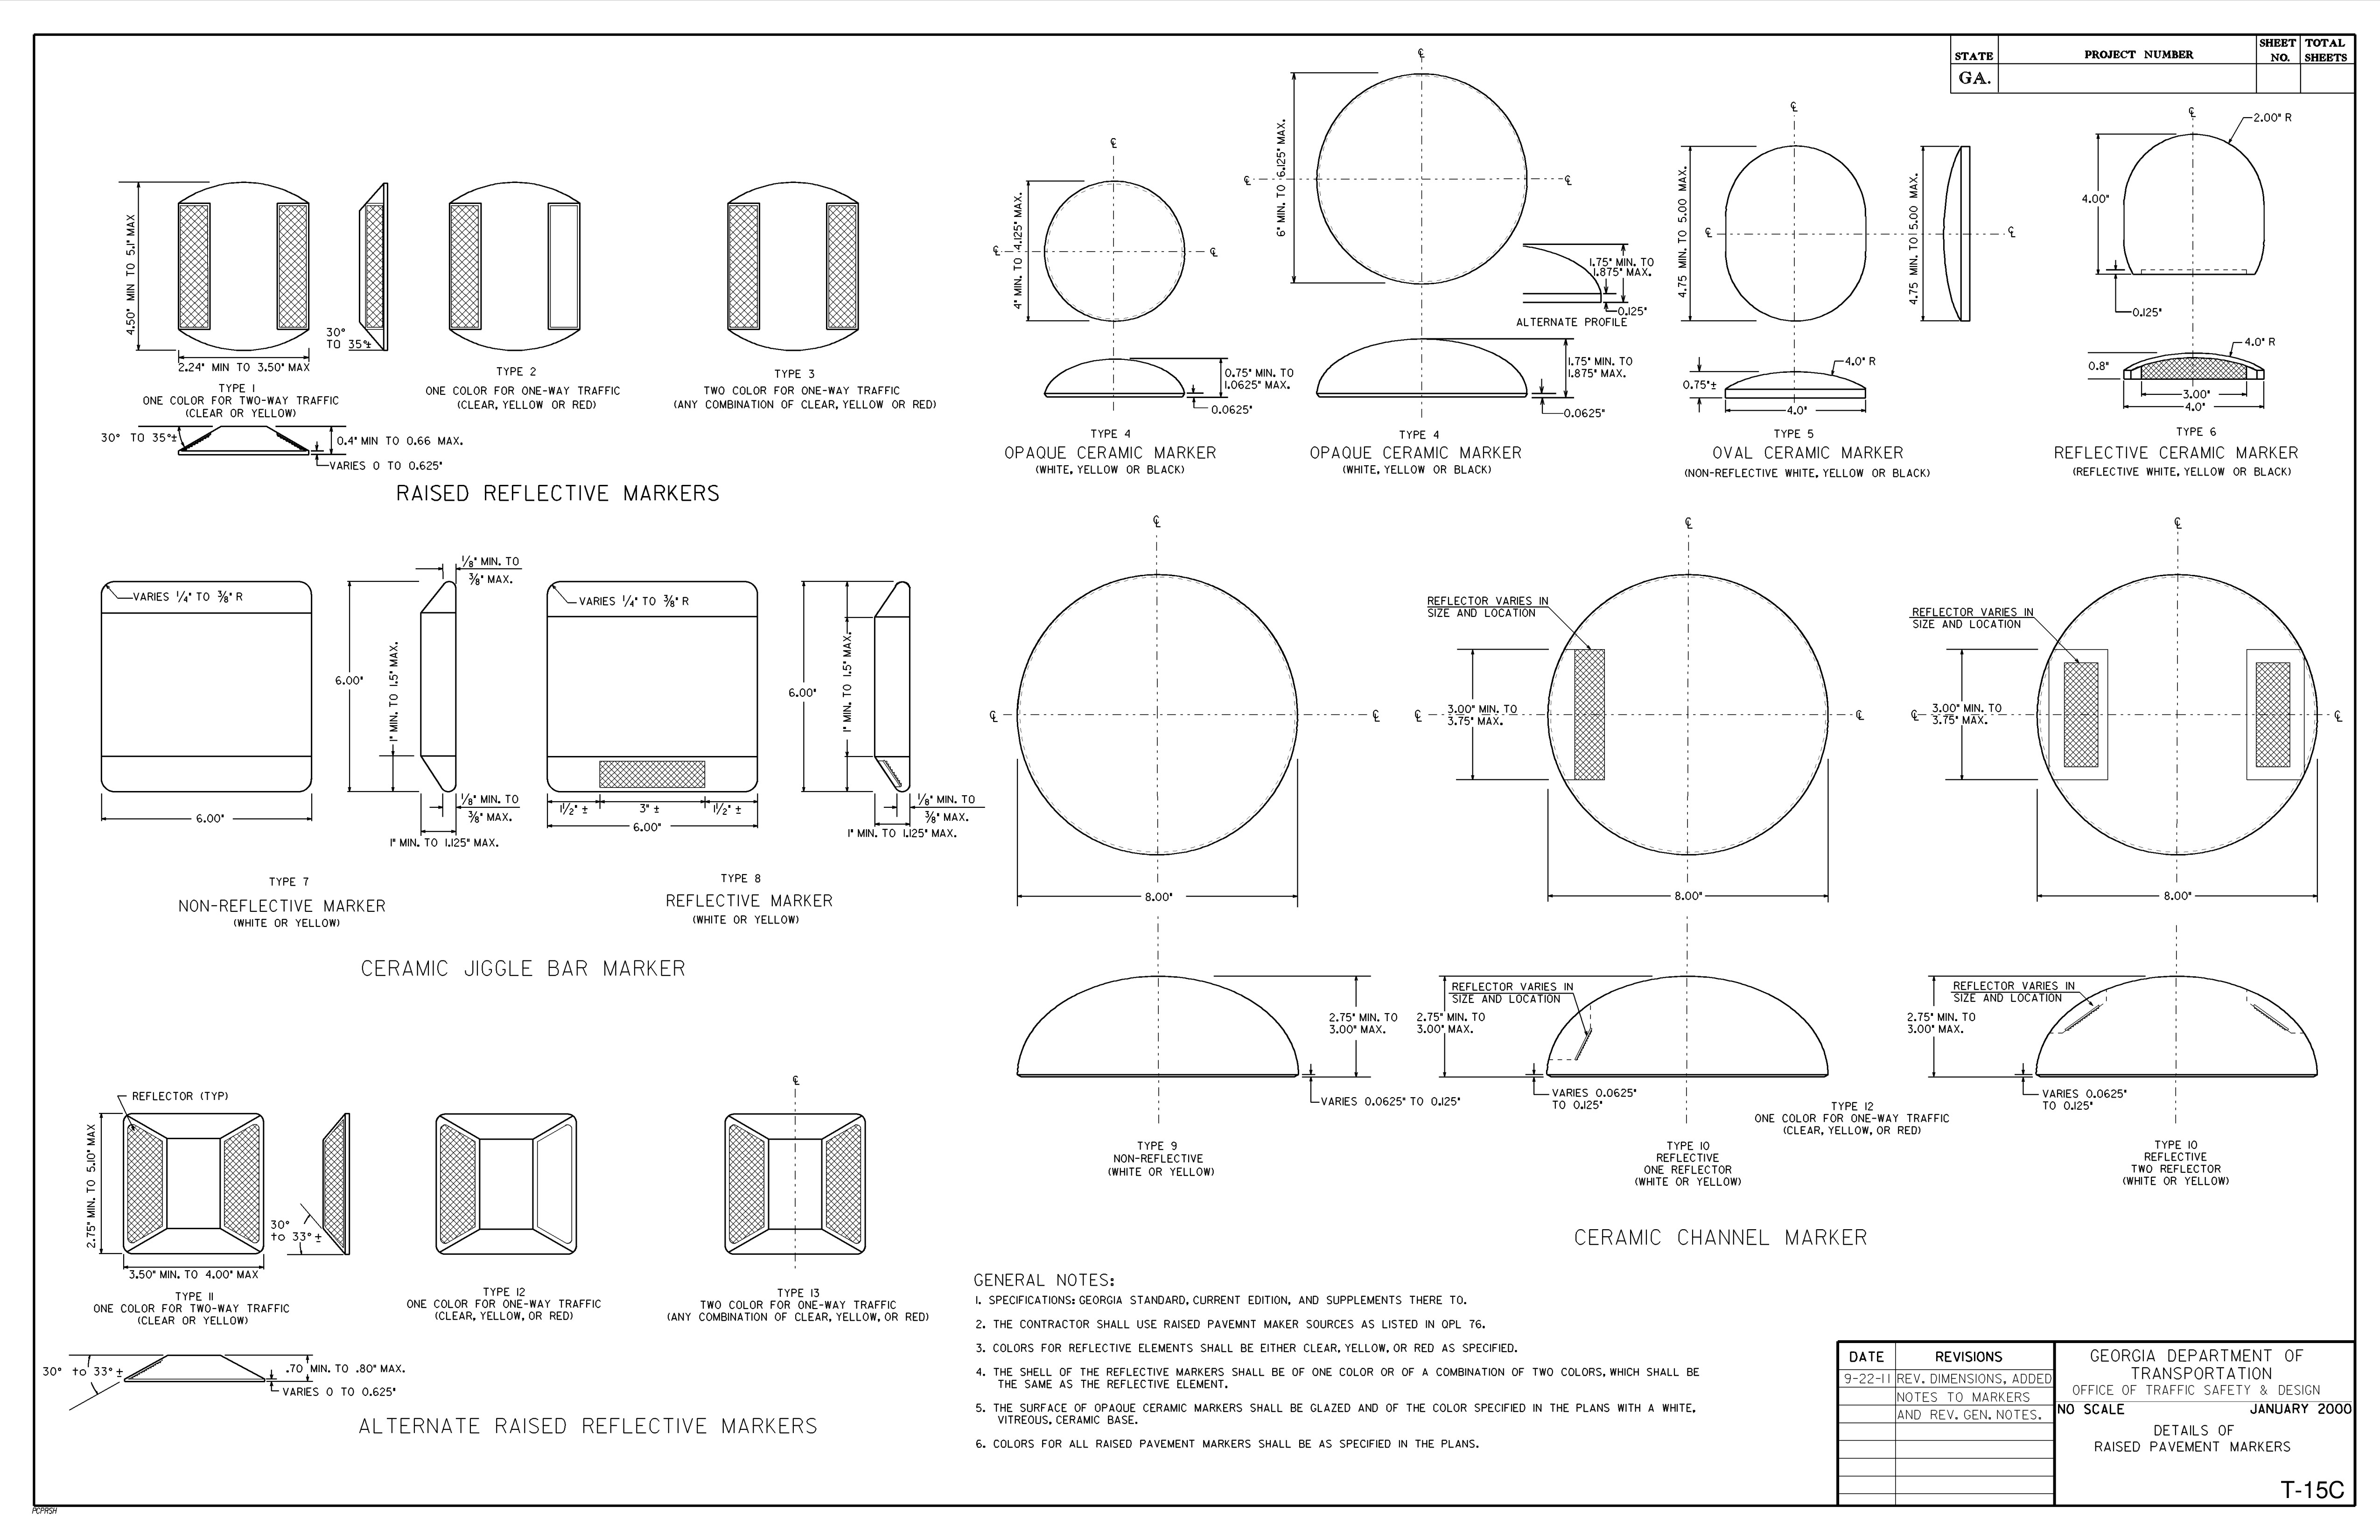 STATE
PROJECT NUMBER
SHEET NO.
TOTAL SHEETS
GA.
4.50" MIN TO 5.1" MAX
2.24" MIN TO 3.50" MAX
30°
TO 35°±
TYPE 1
ONE COLOR FOR TWO-WAY TRAFFIC
(CLEAR OR YELLOW)
TYPE 2
ONE COLOR FOR ONE-WAY TRAFFIC
(CLEAR, YELLOW OR RED)
TYPE 3
TWO COLOR FOR ONE-WAY TRAFFIC
(ANY COMBINATION OF CLEAR, YELLOW OR RED)
30° TO 35°±
0.4" MIN TO 0.66 MAX.
VARIES 0 TO 0.625"
RAISED REFLECTIVE MARKERS
℄
℄
℄
4" MIN. TO 4.125" MAX.
0.75" MIN. TO
1.0625" MAX.
0.0625"
TYPE 4
OPAQUE CERAMIC MARKER
(WHITE, YELLOW OR BLACK)
℄
℄
℄
6" MIN. TO 6.125" MAX.
1.75" MIN. TO
1.875" MAX.
0.125"
ALTERNATE PROFILE
1.75" MIN. TO
1.875" MAX.
0.0625"
TYPE 4
OPAQUE CERAMIC MARKER
(WHITE, YELLOW OR BLACK)
℄
℄
℄
4.75 MIN. TO 5.00 MAX.
4.75 MIN. TO 5.00 MAX.
4.0" R
0.75"±
4.0"
TYPE 5
OVAL CERAMIC MARKER
(NON-REFLECTIVE WHITE, YELLOW OR BLACK)
℄
2.00" R
4.00"
0.125"
4.0" R
0.8"
3.00"
4.0"
TYPE 6
REFLECTIVE CERAMIC MARKER
(REFLECTIVE WHITE, YELLOW OR BLACK)
VARIES 1/4" TO 3/8" R
6.00"
6.00"
1/8" MIN. TO
3/8" MAX.
1" MIN. TO 1.5" MAX.
1/8" MIN. TO
3/8" MAX.
1" MIN. TO 1.125" MAX.
TYPE 7
NON-REFLECTIVE MARKER
(WHITE OR YELLOW)
VARIES 1/4" TO 3/8" R
1 1/2" ±
3" ±
1 1/2" ±
6.00"
6.00"
1" MIN. TO 1.5" MAX.
1/8" MIN. TO
3/8" MAX.
1" MIN. TO 1.125" MAX.
TYPE 8
REFLECTIVE MARKER
(WHITE OR YELLOW)
CERAMIC JIGGLE BAR MARKER
℄
℄
℄
8.00"
2.75" MIN. TO
3.00" MAX.
VARIES 0.0625" TO 0.125"
TYPE 9
NON-REFLECTIVE
(WHITE OR YELLOW)
℄
REFLECTOR VARIES IN
SIZE AND LOCATION
℄
3.00" MIN. TO
3.75" MAX.
℄
8.00"
REFLECTOR VARIES IN
SIZE AND LOCATION
2.75" MIN. TO
3.00" MAX.
VARIES 0.0625"
TO 0.125"
TYPE 12
ONE COLOR FOR ONE-WAY TRAFFIC
(CLEAR, YELLOW, OR RED)
TYPE 10
REFLECTIVE
ONE REFLECTOR
(WHITE OR YELLOW)
℄
REFLECTOR VARIES IN
SIZE AND LOCATION
℄
3.00" MIN. TO
3.75" MAX.
℄
8.00"
REFLECTOR VARIES IN
SIZE AND LOCATION
2.75" MIN. TO
3.00" MAX.
VARIES 0.0625"
TO 0.125"
TYPE 10
REFLECTIVE
TWO REFLECTOR
(WHITE OR YELLOW)
CERAMIC CHANNEL MARKER
REFLECTOR (TYP)
2.75" MIN. TO 5.10" MAX
3.50" MIN. TO 4.00" MAX
30°
to 33°±
TYPE 11
ONE COLOR FOR TWO-WAY TRAFFIC
(CLEAR OR YELLOW)
TYPE 12
ONE COLOR FOR ONE-WAY TRAFFIC
(CLEAR, YELLOW, OR RED)
℄
TYPE 13
TWO COLOR FOR ONE-WAY TRAFFIC
(ANY COMBINATION OF CLEAR, YELLOW, OR RED)
30° to 33°±
.70 MIN. TO .80" MAX.
VARIES 0 TO 0.625"
ALTERNATE RAISED REFLECTIVE MARKERS
GENERAL NOTES:
1. SPECIFICATIONS: GEORGIA STANDARD, CURRENT EDITION, AND SUPPLEMENTS THERE TO.
2. THE CONTRACTOR SHALL USE RAISED PAVEMNT MAKER SOURCES AS LISTED IN QPL 76.
3. COLORS FOR REFLECTIVE ELEMENTS SHALL BE EITHER CLEAR, YELLOW, OR RED AS SPECIFIED.
4. THE SHELL OF THE REFLECTIVE MARKERS SHALL BE OF ONE COLOR OR OF A COMBINATION OF TWO COLORS, WHICH SHALL BE
THE SAME AS THE REFLECTIVE ELEMENT.
5. THE SURFACE OF OPAQUE CERAMIC MARKERS SHALL BE GLAZED AND OF THE COLOR SPECIFIED IN THE PLANS WITH A WHITE,
VITREOUS, CERAMIC BASE.
6. COLORS FOR ALL RAISED PAVEMENT MARKERS SHALL BE AS SPECIFIED IN THE PLANS.
DATE
REVISIONS
9-22-11 REV. DIMENSIONS, ADDED
NOTES TO MARKERS
AND REV. GEN. NOTES.
GEORGIA DEPARTMENT OF
TRANSPORTATION
OFFICE OF TRAFFIC SAFETY & DESIGN
NO SCALE JANUARY 2000
DETAILS OF
RAISED PAVEMENT MARKERS
T-15C
PCPRSH